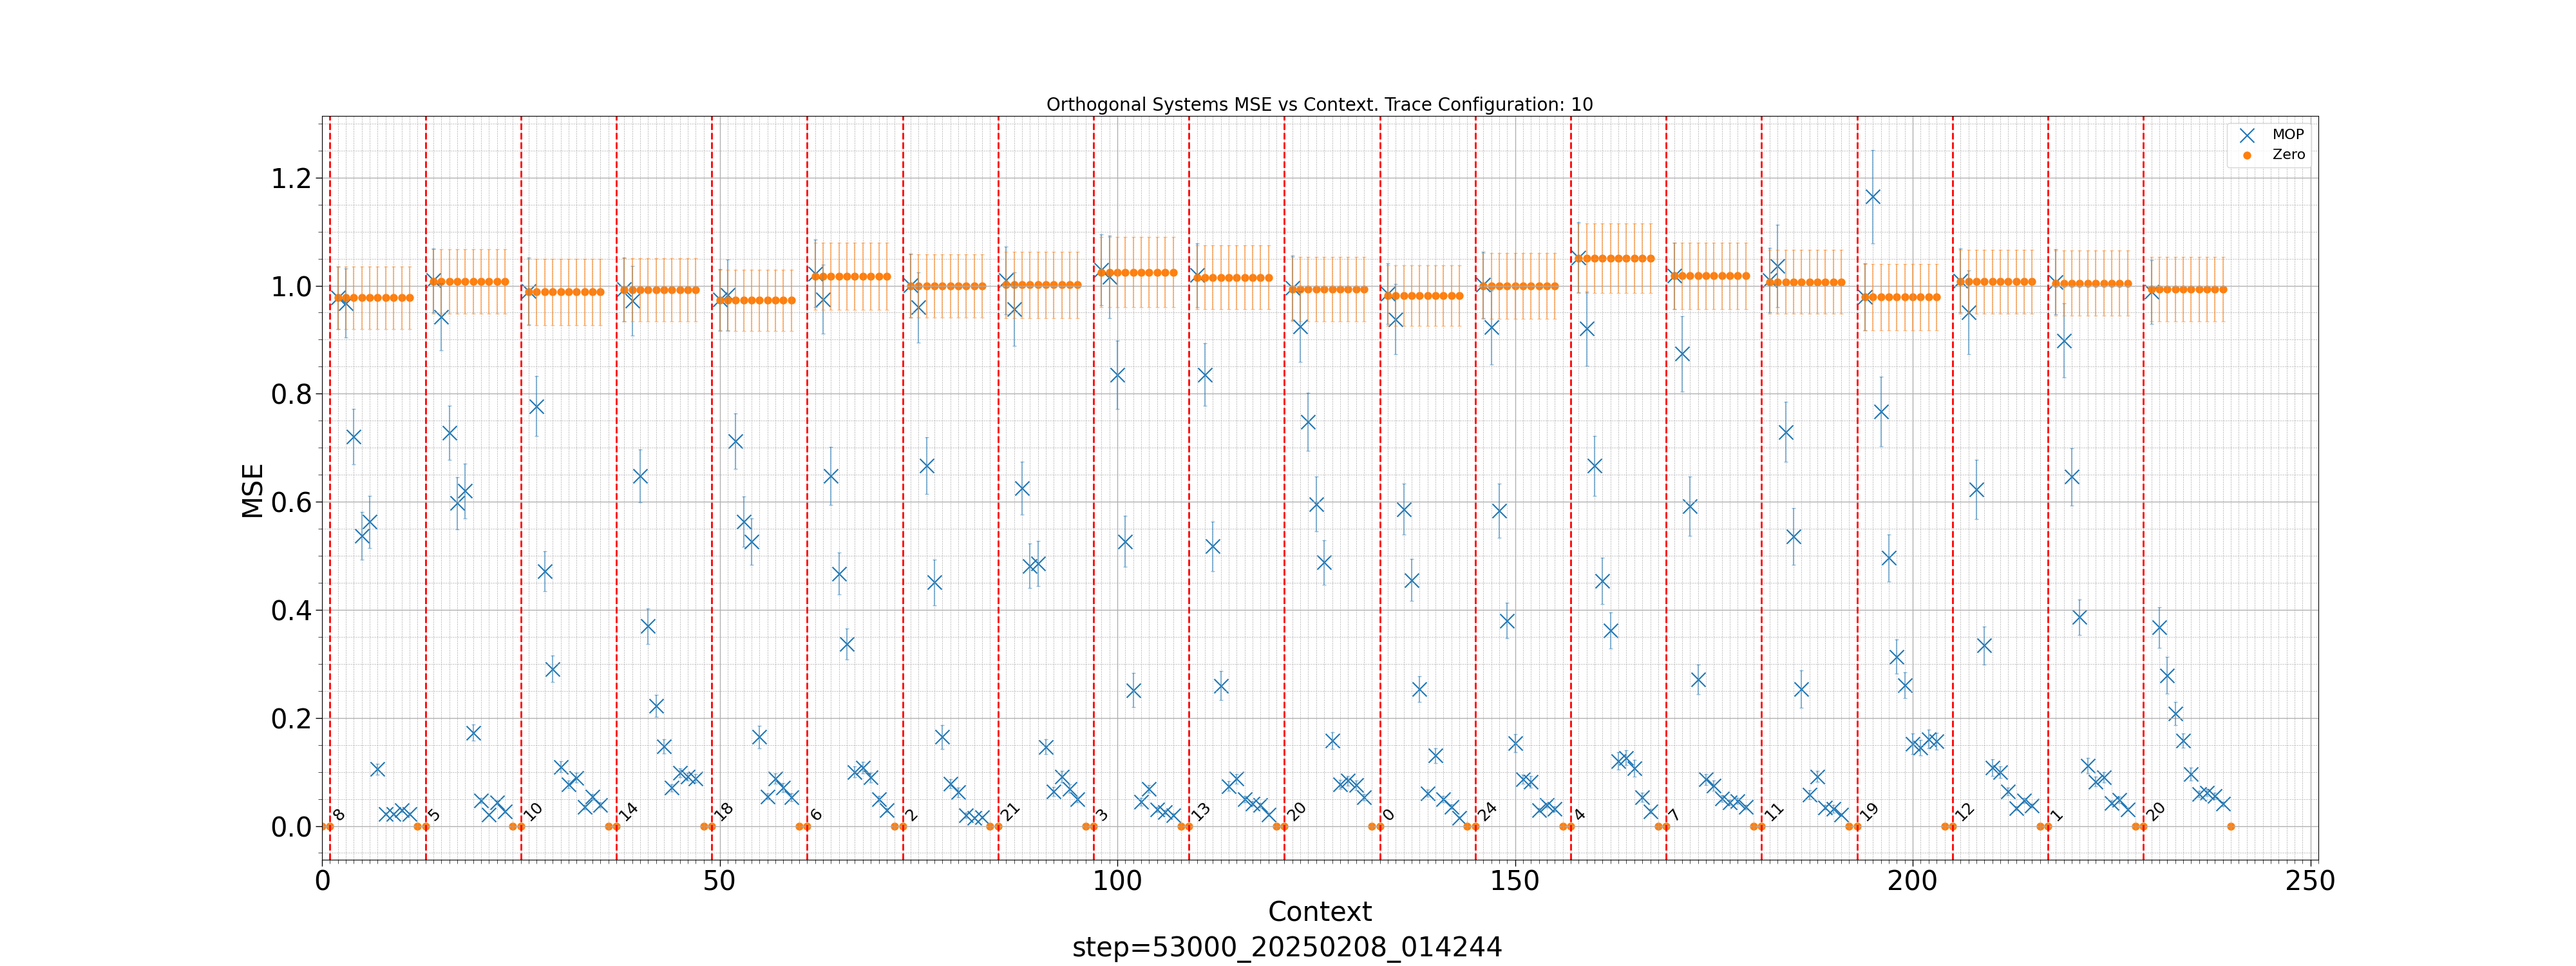 Orthogonal Systems MSE vs Context. Trace Configuration: 10
MOP
Zero
MSE
1.2
1.0
0.8
0.6
0.4
0.2
0.0
8 5 10 14 18 6 2 21 3 13 20 0 24 4 7 11 19 12 1 20
0 50 100 150 200 250
Context
step=53000_20250208_014244